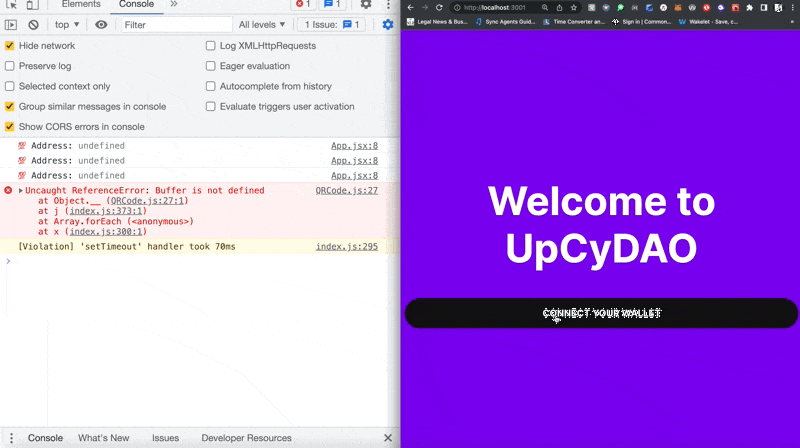 Elements
Console
»
1
1
Filter
All levels
1 Issue:
1
top
Hide network
Log XMLHttpRequests
Preserve log
Eager evaluation
Selected context only
Autocomplete from history
Group similar messages in console
Evaluate triggers user activation
Show CORS errors in console
💯 Address: undefined App.jsx:8
💯 Address: undefined App.jsx:8
💯 Address: undefined App.jsx:8
Uncaught ReferenceError: Buffer is not defined QRCode.js:27
at Object.__ (QRCode.js:27:1)
at j (index.js:373:1)
at Array.forEach (<anonymous>)
at x (index.js:300:1)
[Violation] 'setTimeout' handler took 70ms index.js:295
Console
What's New
Issues
Developer Resources
http://localhost:3001
Legal News & Bus...
Sync Agents Guid...
Time Converter an...
Sign in | Common...
Wakelet - Save, c...
Welcome to
UpCyDAO
CONNECT YOUR WALLET